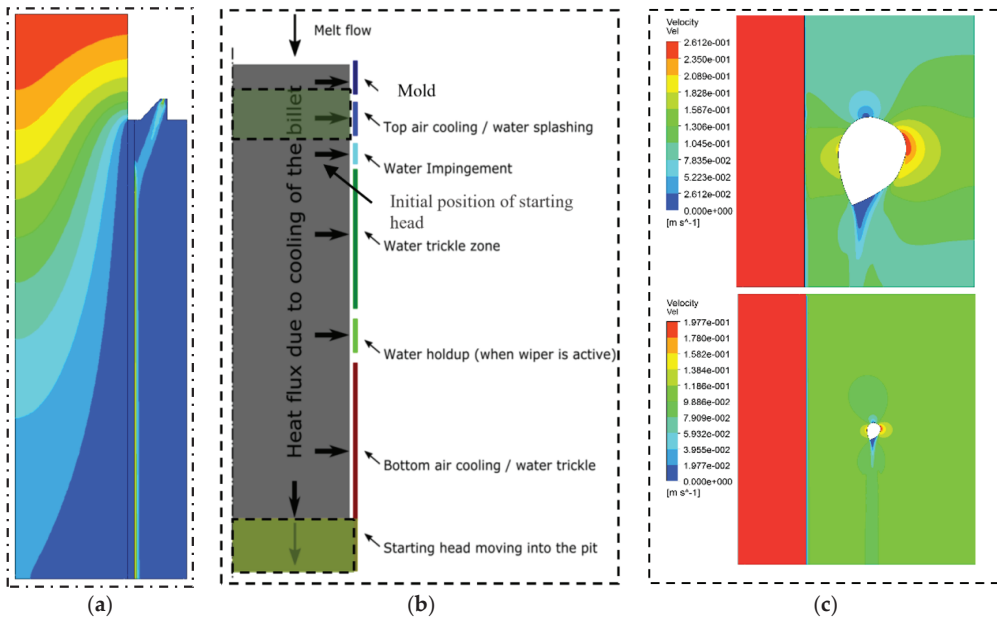 (a)
(b)
Melt flow
Heat flux due to cooling of the billet
Mold
Top air cooling / water splashing
Water Impingement
Initial position of starting
head
Water trickle zone
Water holdup (when wiper is active)
Bottom air cooling / water trickle
Starting head moving into the pit
(c)
Velocity
Vel
2.612e-001
2.350e-001
2.089e-001
1.828e-001
1.567e-001
1.306e-001
1.045e-001
7.835e-002
5.223e-002
2.612e-002
0.000e+000
[m s^-1]
Velocity
Vel
1.977e-001
1.780e-001
1.582e-001
1.384e-001
1.186e-001
9.886e-002
7.909e-002
5.932e-002
3.955e-002
1.977e-002
0.000e+000
[m s^-1]